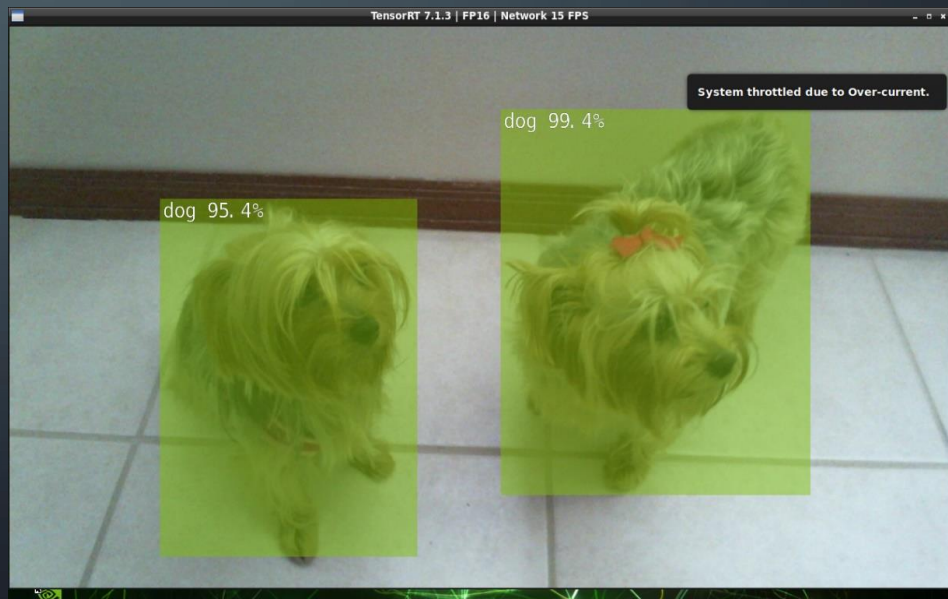 TensorRT 7.1.3 | FP16 | Network 15 FPS
System throttled due to Over-current.
dog 99.4%
dog 95.4%